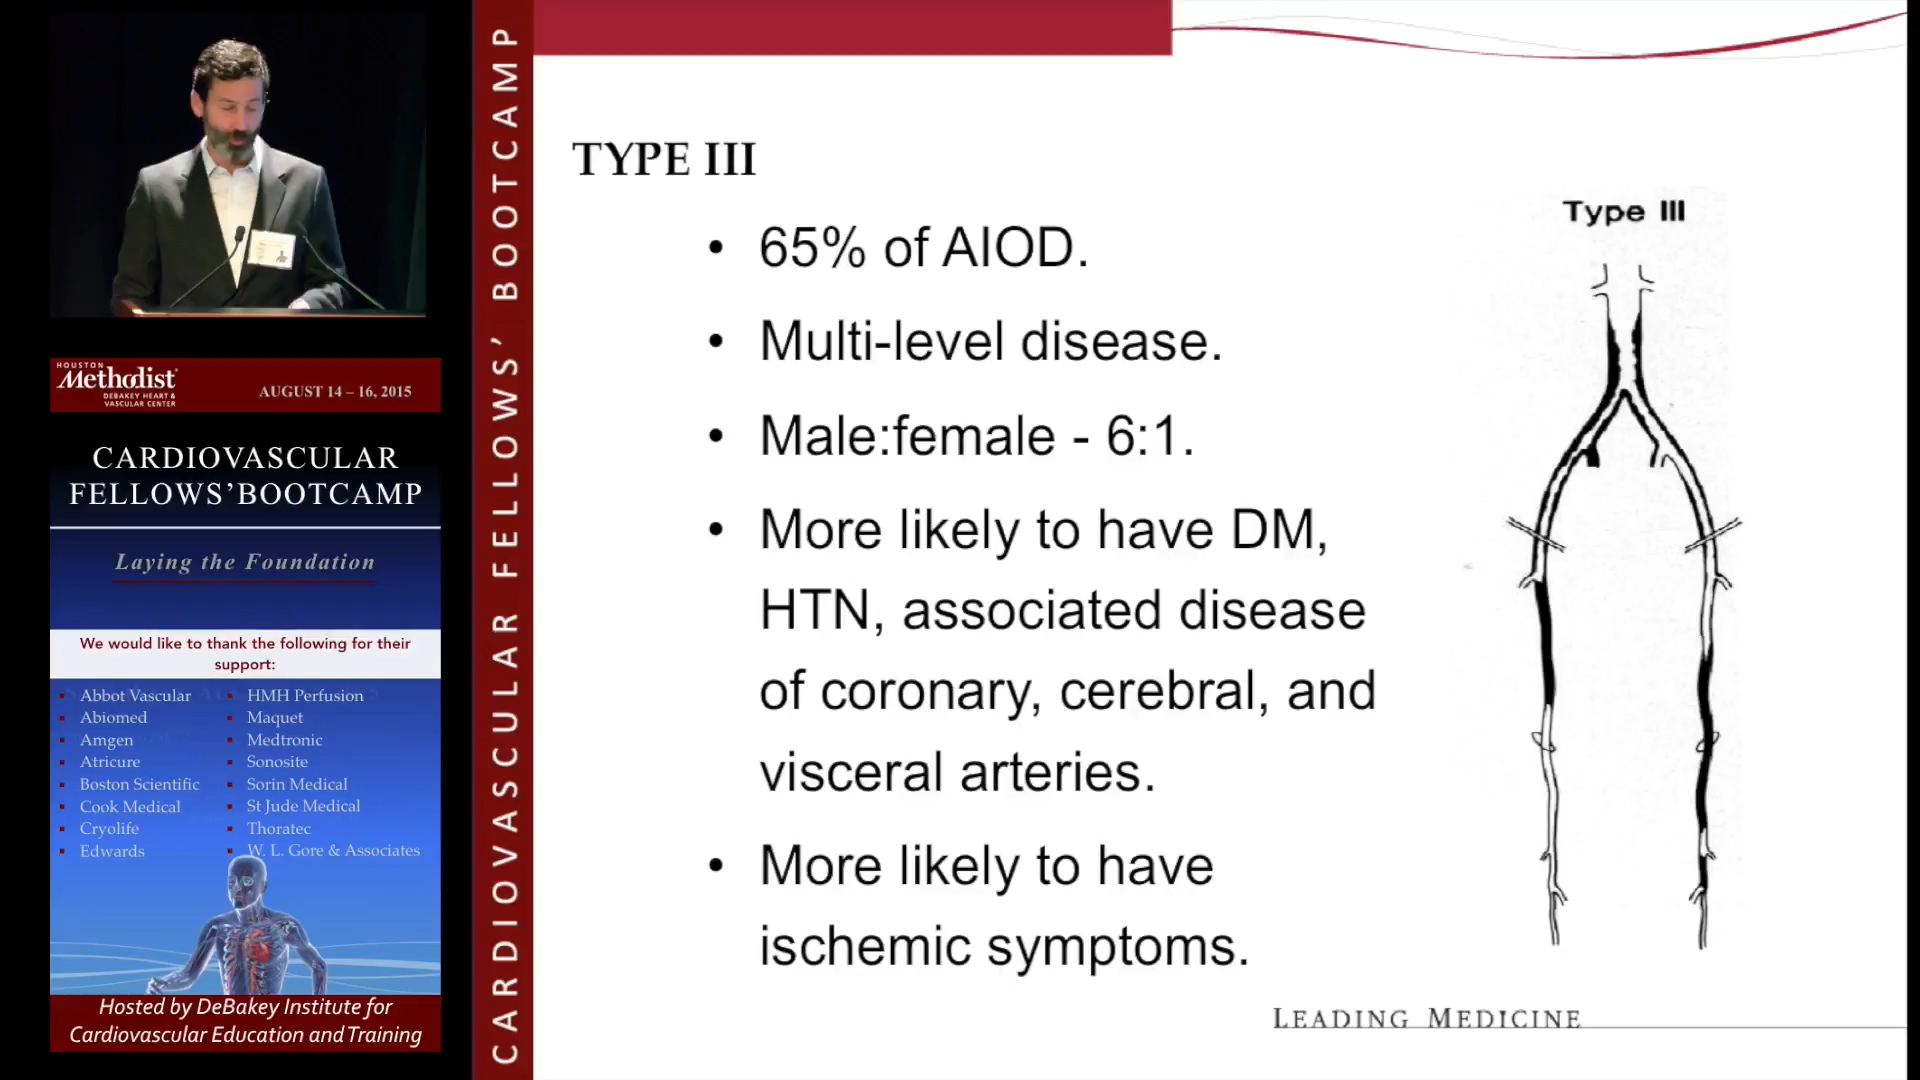 HOUSTON
Methodist
DEBAKEY HEART &
VASCULAR CENTER
AUGUST 14 – 16, 2015
CARDIOVASCULAR
FELLOWS’BOOTCAMP
Laying the Foundation
We would like to thank the following for their
support:
Abbot Vascular
Abiomed
Amgen
Atricure
Boston Scientific
Cook Medical
Cryolife
Edwards
HMH Perfusion
Maquet
Medtronic
Sonosite
Sorin Medical
St Jude Medical
Thoratec
W. L. Gore & Associates
Hosted by DeBakey Institute for
Cardiovascular Education and Training
CARDIOVASCULAR FELLOWS’ BOOTCAMP
TYPE III
• 65% of AIOD.
• Multi-level disease.
• Male:female - 6:1.
• More likely to have DM,
HTN, associated disease
of coronary, cerebral, and
visceral arteries.
• More likely to have
ischemic symptoms.
Type III
LEADING MEDICINE